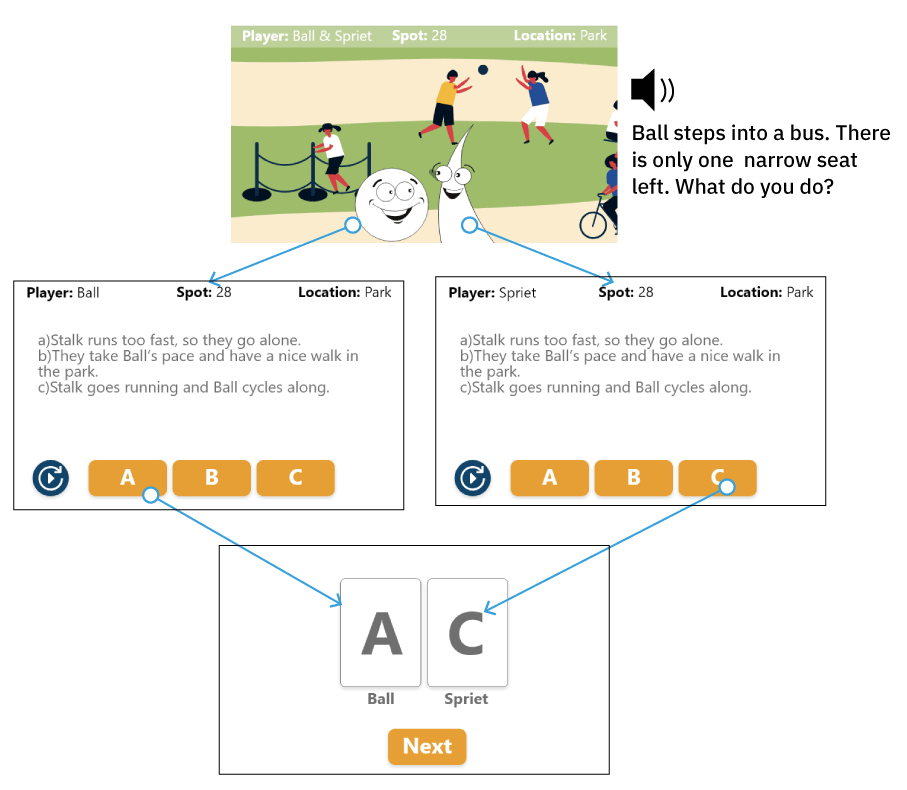 Player: Ball & Spriet Spot: 28 Location: Park
Ball steps into a bus. There
is only one narrow seat
left. What do you do?
Player: Ball Spot: 28 Location: Park
a)Stalk runs too fast, so they go alone.
b)They take Ball's pace and have a nice walk in
the park.
c)Stalk goes running and Ball cycles along.
A B C
Player: Spriet Spot: 28 Location: Park
a)Stalk runs too fast, so they go alone.
b)They take Ball's pace and have a nice walk in
the park.
c)Stalk goes running and Ball cycles along.
A B C
A C
Ball Spriet
Next